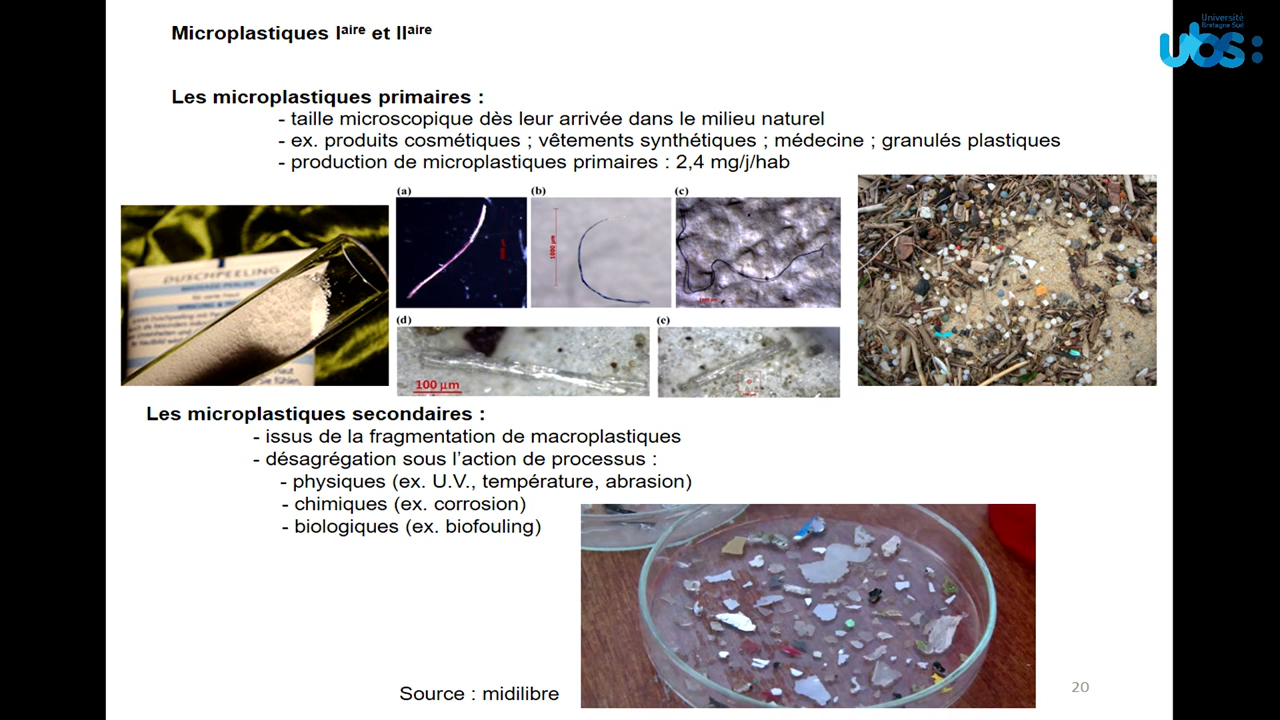 Université
Bretagne Sud
ubs:
Microplastiques Iaire et IIaire
Les microplastiques primaires :
- taille microscopique dès leur arrivée dans le milieu naturel
- ex. produits cosmétiques ; vêtements synthétiques ; médecine ; granulés plastiques
- production de microplastiques primaires : 2,4 mg/j/hab
DUSCHPEELING
(a)
(b)
(c)
1000 µm
(d)
(e)
100 µm
Les microplastiques secondaires :
- issus de la fragmentation de macroplastiques
- désagrégation sous l’action de processus :
- physiques (ex. U.V., température, abrasion)
- chimiques (ex. corrosion)
- biologiques (ex. biofouling)
Source : midilibre
20